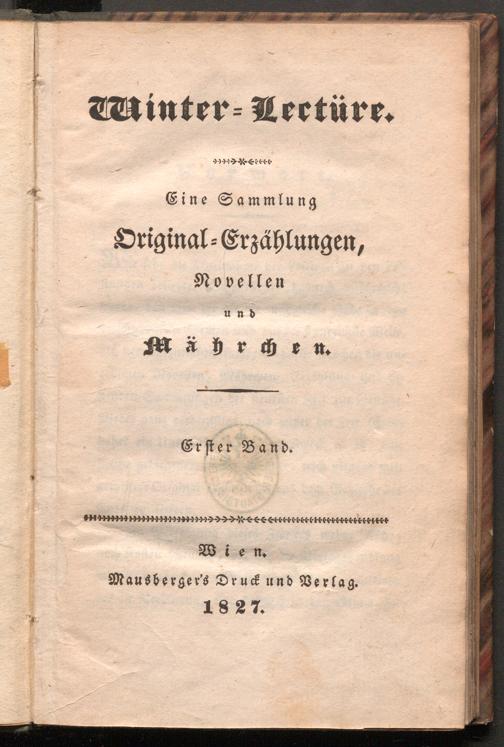 Winter-Lectüre.
Eine Sammlung
Original-Erzählungen,
Novellen
und
Mährchen.
Erster Band.
Wien.
Mausberger's Druck und Verlag.
1827.